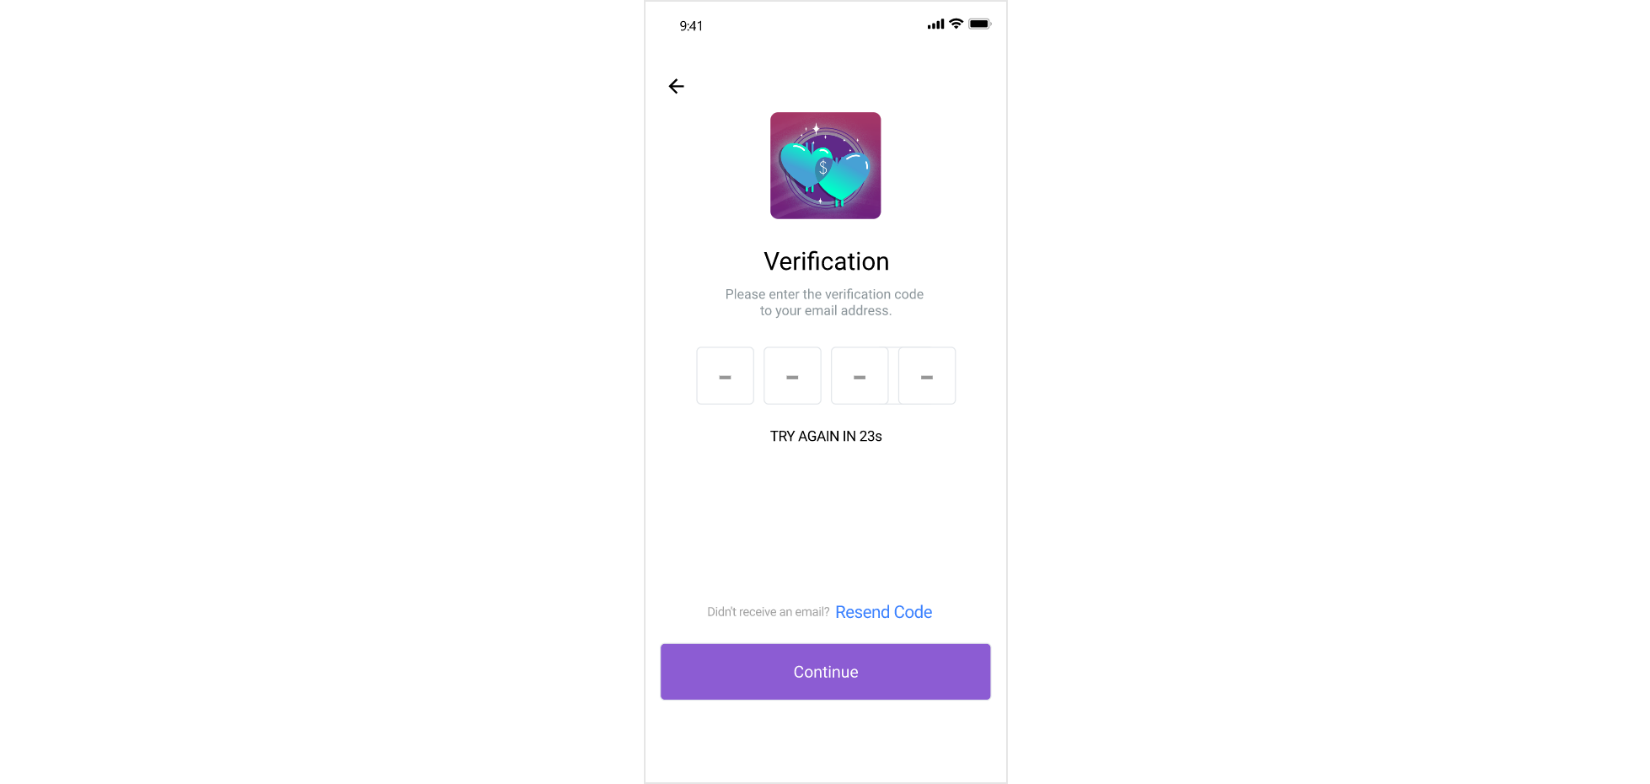 9:41
$
Verification
Please enter the verification code
to your email address.
- - - -
TRY AGAIN IN 23s
Didn't receive an email? Resend Code
Continue